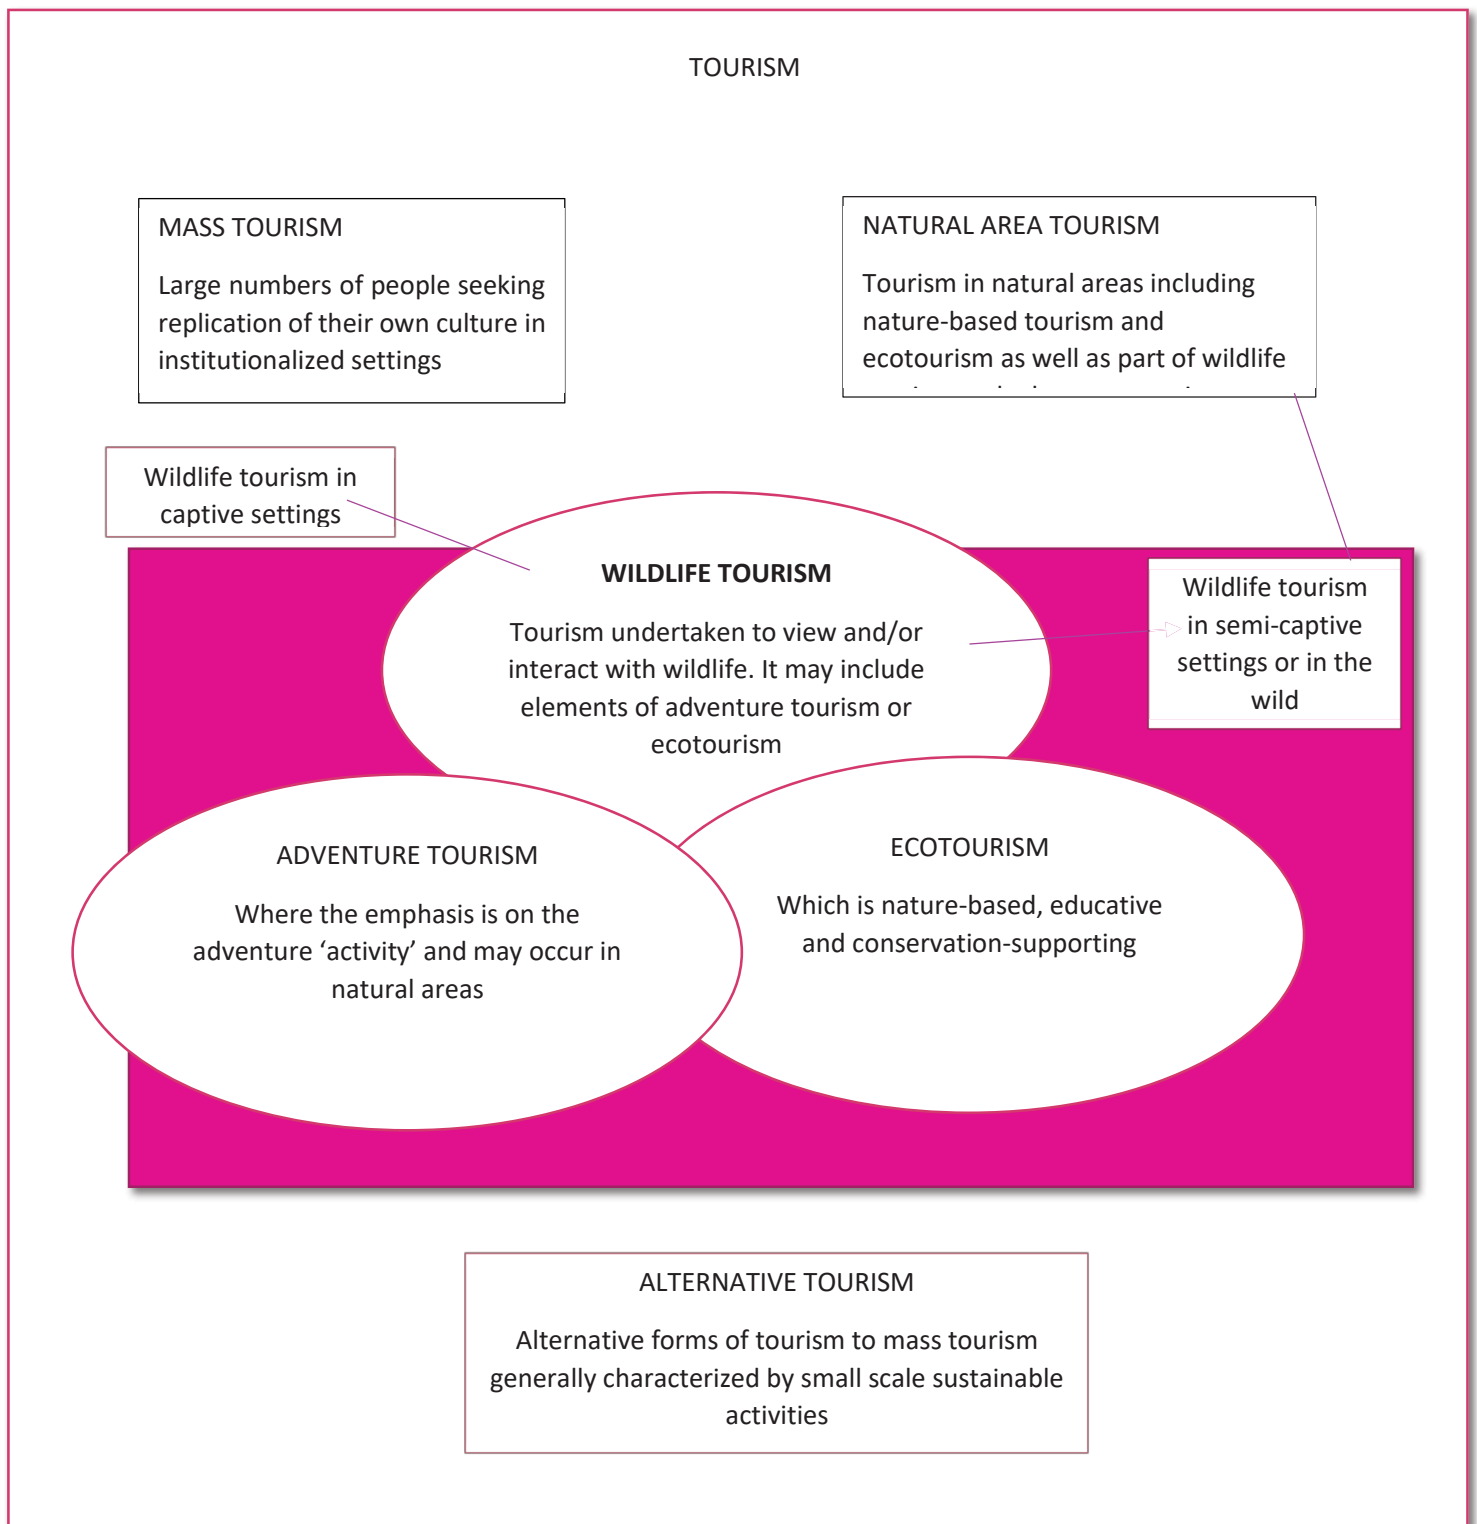 TOURISM
MASS TOURISM
Large numbers of people seeking
replication of their own culture in
institutionalized settings
NATURAL AREA TOURISM
Tourism in natural areas including
nature-based tourism and
ecotourism as well as part of wildlife
Wildlife tourism in
captive settings
WILDLIFE TOURISM
Tourism undertaken to view and/or
interact with wildlife. It may include
elements of adventure tourism or
ecotourism
Wildlife tourism
in semi-captive
settings or in the
wild
ADVENTURE TOURISM
Where the emphasis is on the
adventure ‘activity’ and may occur in
natural areas
ECOTOURISM
Which is nature-based, educative
and conservation-supporting
ALTERNATIVE TOURISM
Alternative forms of tourism to mass tourism
generally characterized by small scale sustainable
activities